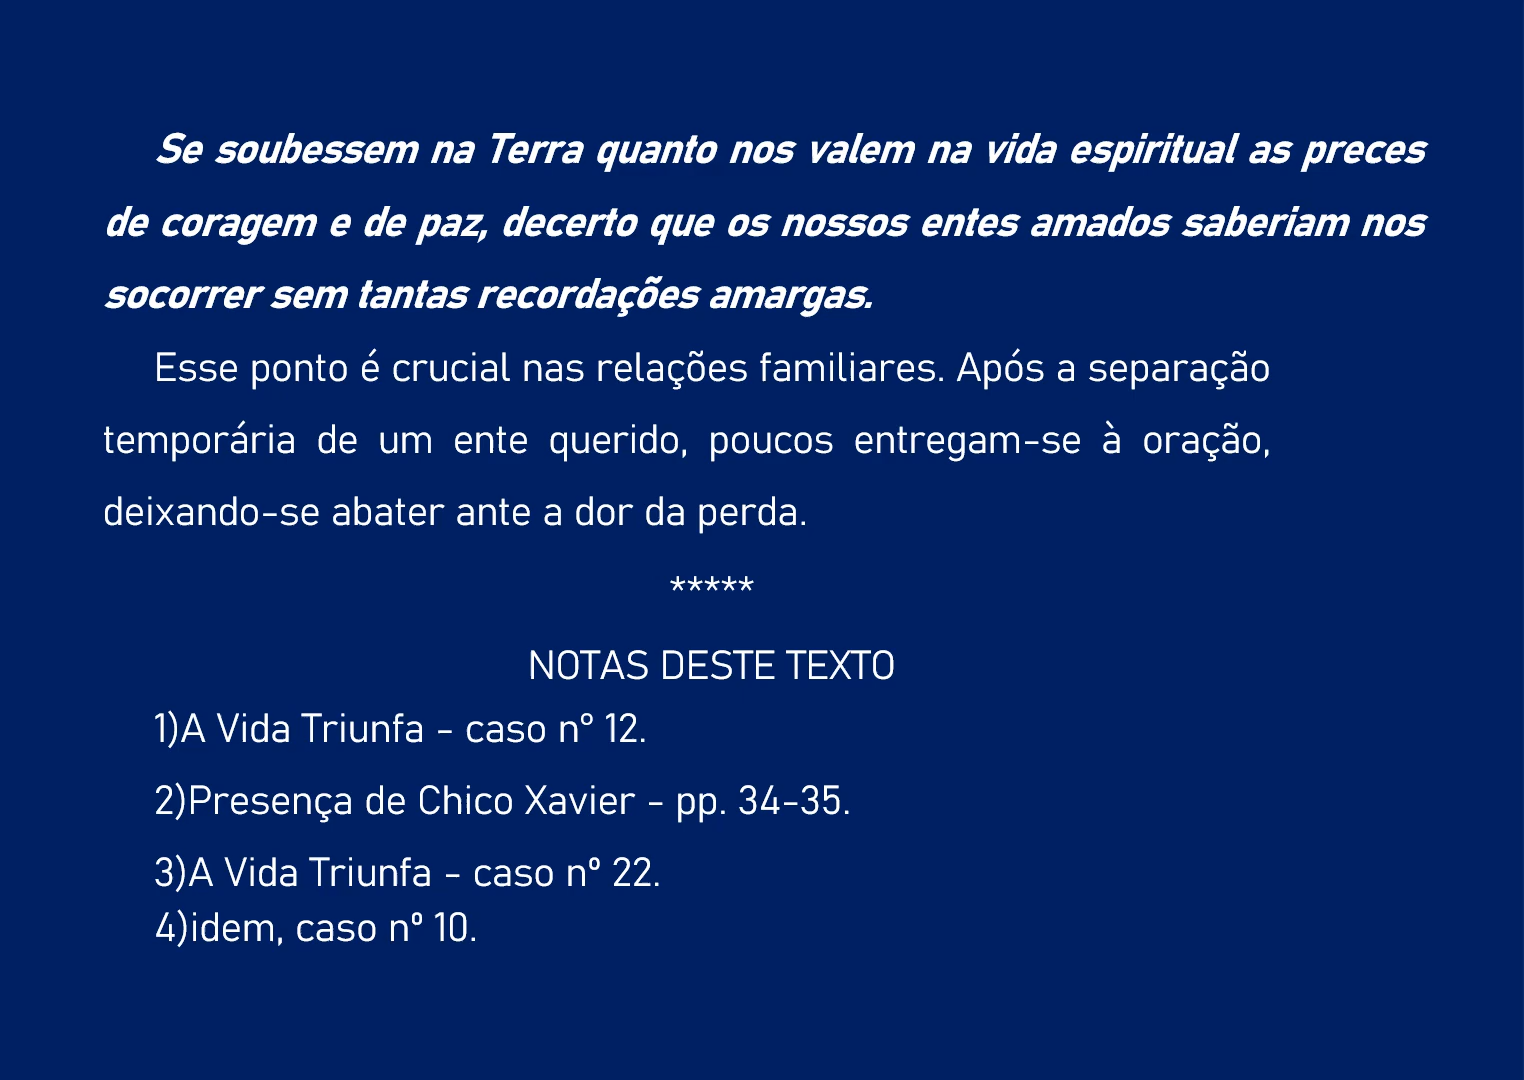 Se soubessem na Terra quanto nos valem na vida espiritual as preces
de coragem e de paz, decerto que os nossos entes amados saberiam nos
socorrer sem tantas recordações amargas.
Esse ponto é crucial nas relações familiares. Após a separação
temporária de um ente querido, poucos entregam-se à oração,
deixando-se abater ante a dor da perda.
*****
NOTAS DESTE TEXTO
1)A Vida Triunfa - caso nº 12.
2)Presença de Chico Xavier - pp. 34-35.
3)A Vida Triunfa - caso nº 22.
4)idem, caso nº 10.